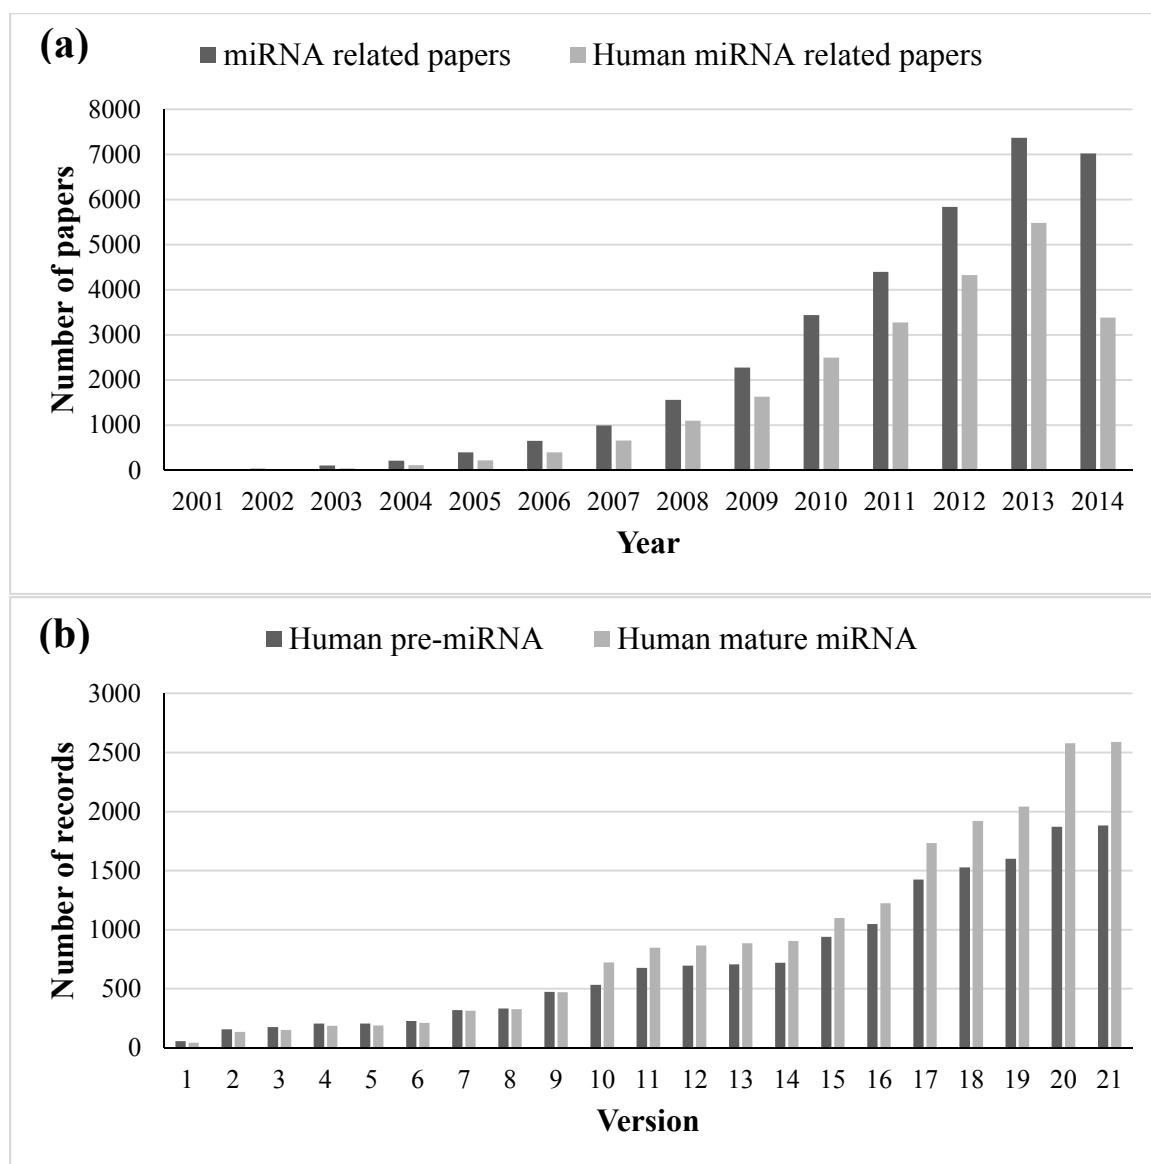 (a)
miRNA related papers Human miRNA related papers
8000
7000
6000
5000
4000
3000
2000
1000
0
Number of papers
2001 2002 2003 2004 2005 2006 2007 2008 2009 2010 2011 2012 2013 2014
Year
(b)
Human pre-miRNA Human mature miRNA
3000
2500
2000
1500
1000
500
0
Number of records
1 2 3 4 5 6 7 8 9 10 11 12 13 14 15 16 17 18 19 20 21
Version